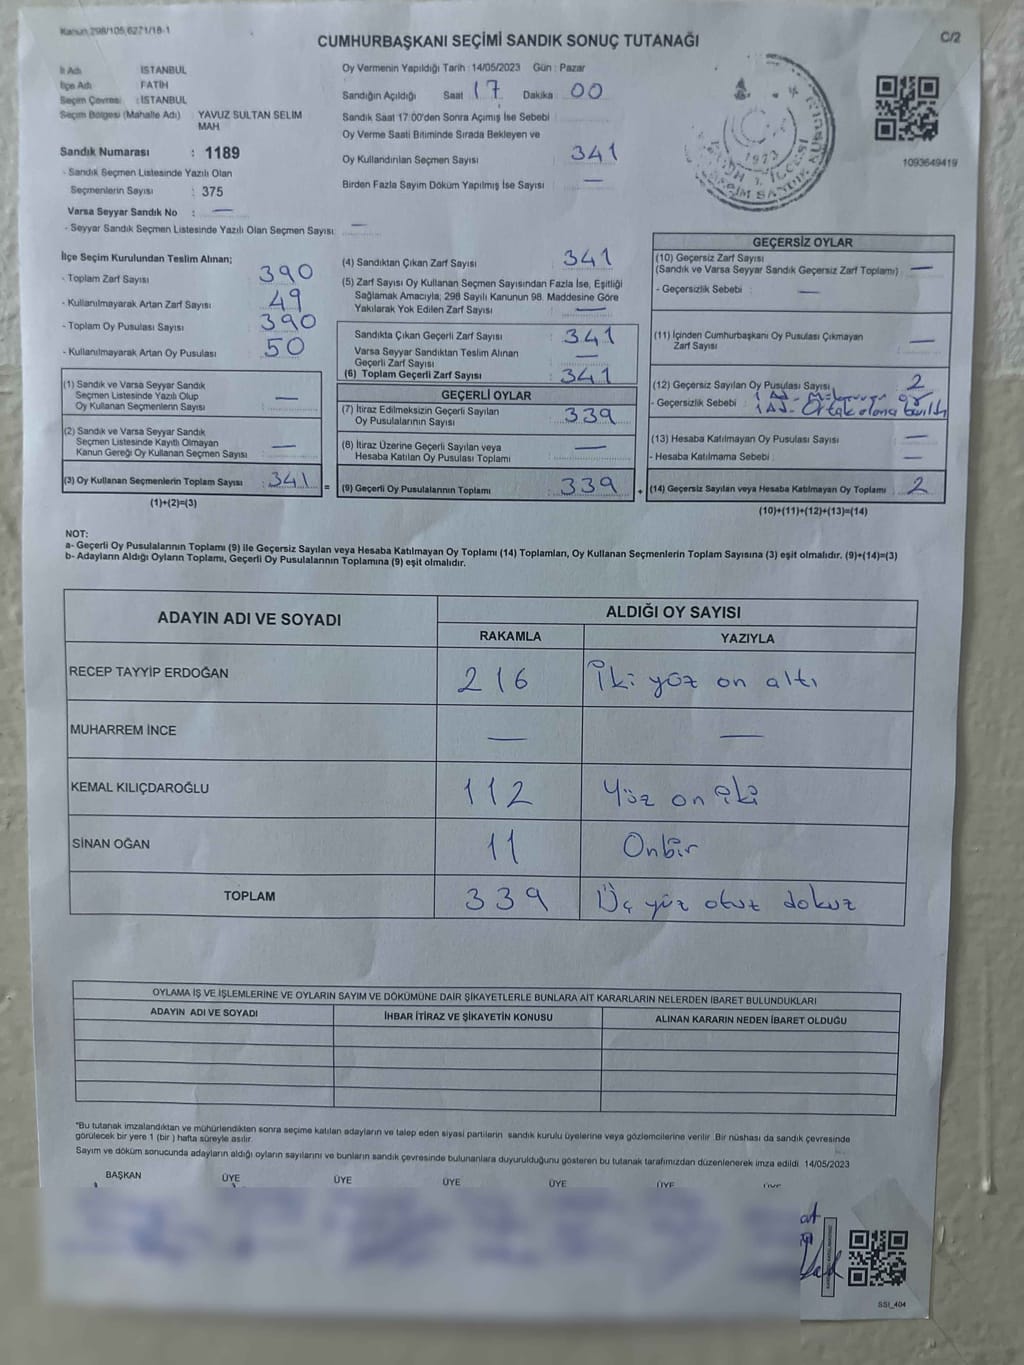 Kanun 298/105,6271/18-1
C/2
CUMHURBAŞKANI SEÇİMİ SANDIK SONUÇ TUTANAĞI
İl Adı İSTANBUL
İlçe Adı FATİH
Seçim Çevresi : İSTANBUL
Seçim Bölgesi (Mahalle Adı) YAVUZ SULTAN SELİM MAH
Sandık Numarası : 1189
- Sandık Seçmen Listesinde Yazılı Olan
Seçmenlerin Sayısı : 375
Varsa Seyyar Sandık No : —
- Seyyar Sandık Seçmen Listesinde Yazılı Olan Seçmen Sayısı : —
Oy Vermenin Yapıldığı Tarih : 14/05/2023 Gün : Pazar
Sandığın Açıldığı Saat 17 Dakika 00
Sandık Saat 17:00'den Sonra Açımış İse Sebebi
Oy Verme Saati Bitiminde Sırada Bekleyen ve
Oy Kullandırılan Seçmen Sayısı 341
Birden Fazla Sayım Döküm Yapılmış İse Sayısı —
1973
1093649419
İlçe Seçim Kurulundan Teslim Alınan;
- Toplam Zarf Sayısı 390
- Kullanılmayarak Artan Zarf Sayısı 49
- Toplam Oy Pusulası Sayısı 390
- Kullanılmayarak Artan Oy Pusulası 50
(1) Sandık ve Varsa Seyyar Sandık
Seçmen Listesinde Yazılı Olup
Oy Kullanan Seçmenlerin Sayısı : —
(2) Sandık ve Varsa Seyyar Sandık
Seçmen Listesinde Kayıtlı Olmayan
Kanun Gereği Oy Kullanan Seçmen Sayısı : —
(3) Oy Kullanan Seçmenlerin Toplam Sayısı : 341 =
(1)+(2)=(3)
(4) Sandıktan Çıkan Zarf Sayısı : 341
(5) Zarf Sayısı Oy Kullanan Seçmen Sayısından Fazla İse, Eşitliği
Sağlamak Amacıyla, 298 Sayılı Kanunun 98. Maddesine Göre
Yakılarak Yok Edilen Zarf Sayısı : —
Sandıkta Çıkan Geçerli Zarf Sayısı : 341
Varsa Seyyar Sandıktan Teslim Alınan
Geçerli Zarf Sayısı : —
(6) Toplam Geçerli Zarf Sayısı : 341
GEÇERLİ OYLAR
(7) İtiraz Edilmeksizin Geçerli Sayılan
Oy Pusulalarının Sayısı : 339
(8) İtiraz Üzerine Geçerli Sayılan veya
Hesaba Katılan Oy Pusulası Toplamı : —
(9) Geçerli Oy Pusulalarının Toplamı : 339 +
GEÇERSİZ OYLAR
(10) Geçersiz Zarf Sayısı
(Sandık ve Varsa Seyyar Sandık Geçersiz Zarf Toplamı) : —
- Geçersizlik Sebebi : —
(11) İçinden Cumhurbaşkanı Oy Pusulası Çıkmayan
Zarf Sayısı : —
(12) Geçersiz Sayılan Oy Pusulası Sayısı : 2
- Geçersizlik Sebebi :
Ortak alana
(13) Hesaba Katılmayan Oy Pusulası Sayısı : —
- Hesaba Katılmama Sebebi : —
(14) Geçersiz Sayılan veya Hesaba Katılmayan Oy Toplamı : 2
(10)+(11)+(12)+(13)=(14)
NOT:
a- Geçerli Oy Pusulalarının Toplamı (9) ile Geçersiz Sayılan veya Hesaba Katılmayan Oy Toplamı (14) Toplamları, Oy Kullanan Seçmenlerin Toplam Sayısına (3) eşit olmalıdır. (9)+(14)=(3)
b- Adayların Aldığı Oyların Toplamı, Geçerli Oy Pusulalarının Toplamına (9) eşit olmalıdır.
ADAYIN ADI VE SOYADI ALDIĞI OY SAYISI
RAKAMLA YAZIYLA
RECEP TAYYİP ERDOĞAN 216 İki yüz on altı
MUHARREM İNCE — —
KEMAL KILIÇDAROĞLU 112 Yüz on iki
SİNAN OĞAN 11 Onbir
TOPLAM 339 Üç yüz otuz dokuz
OYLAMA İŞ VE İŞLEMLERİNE VE OYLARIN SAYIM VE DÖKÜMÜNE DAİR ŞİKAYETLERLE BUNLARA AİT KARARLARIN NELERDEN İBARET BULUNDUKLARI
ADAYIN ADI VE SOYADI İHBAR İTİRAZ VE ŞİKAYETİN KONUSU ALINAN KARARIN NEDEN İBARET OLDUĞU
"Bu tutanak imzalandıktan ve mühürlendikten sonra seçime katılan adayların ve talep eden siyasi partilerin sandık kurulu üyelerine veya gözlemcilerine verilir. Bir nüshası da sandık çevresinde
görülecek bir yere 1 (bir) hafta süreyle asılır.
Sayım ve döküm sonucunda adayların aldığı oyların sayılarını ve bunların sandık çevresinde bulunanlara duyurulduğunu gösteren bu tutanak tarafımızdan düzenlenerek imza edildi. 14/05/2023
BAŞKAN ÜYE ÜYE ÜYE ÜYE ÜYE ÜYE
SSI_404